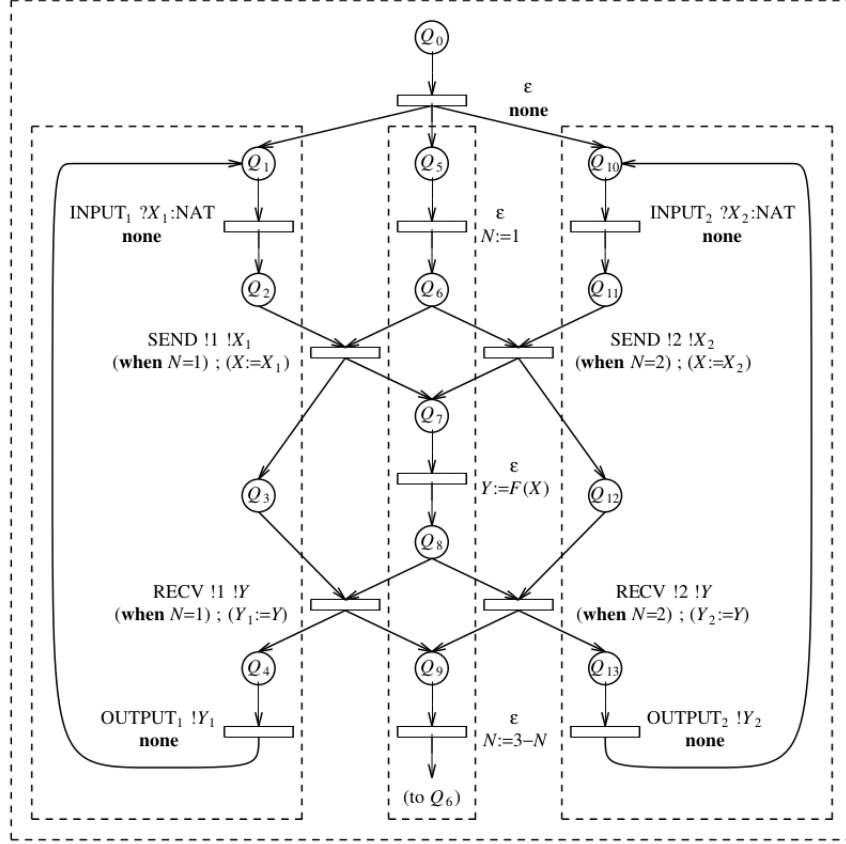 Q₀
ε
none
Q₁
Q₅
Q₁₀
INPUT₁ ?X₁:NAT
none
ε
N:=1
INPUT₂ ?X₂:NAT
none
Q₂
Q₆
Q₁₁
SEND !1 !X₁
(when N=1) ; (X:=X₁)
SEND !2 !X₂
(when N=2) ; (X:=X₂)
Q₇
ε
Y:=F(X)
Q₃
Q₁₂
Q₈
RECV !1 !Y
(when N=1) ; (Y₁:=Y)
RECV !2 !Y
(when N=2) ; (Y₂:=Y)
Q₄
Q₉
Q₁₃
OUTPUT₁ !Y₁
none
ε
N:=3−N
OUTPUT₂ !Y₂
none
(to Q₆)